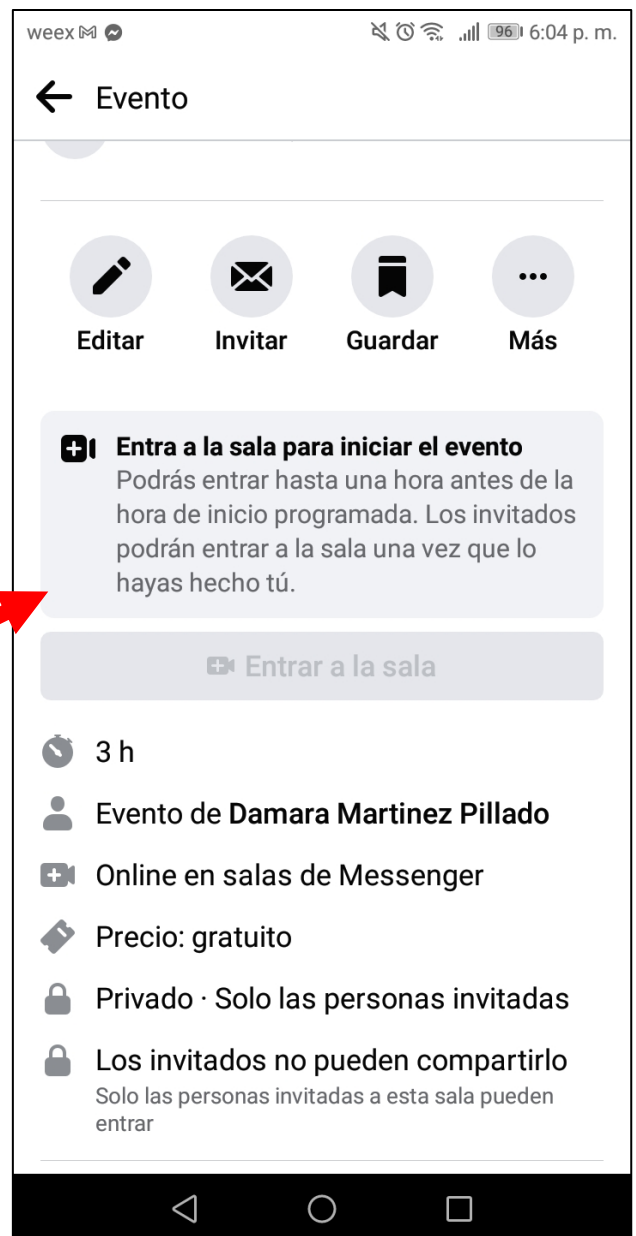 weex 96 6:04 p. m.
Evento
Editar Invitar Guardar Más
Entra a la sala para iniciar el evento
Podrás entrar hasta una hora antes de la
hora de inicio programada. Los invitados
podrán entrar a la sala una vez que lo
hayas hecho tú.
Entrar a la sala
3 h
Evento de Damara Martinez Pillado
Online en salas de Messenger
Precio: gratuito
Privado · Solo las personas invitadas
Los invitados no pueden compartirlo
Solo las personas invitadas a esta sala pueden
entrar